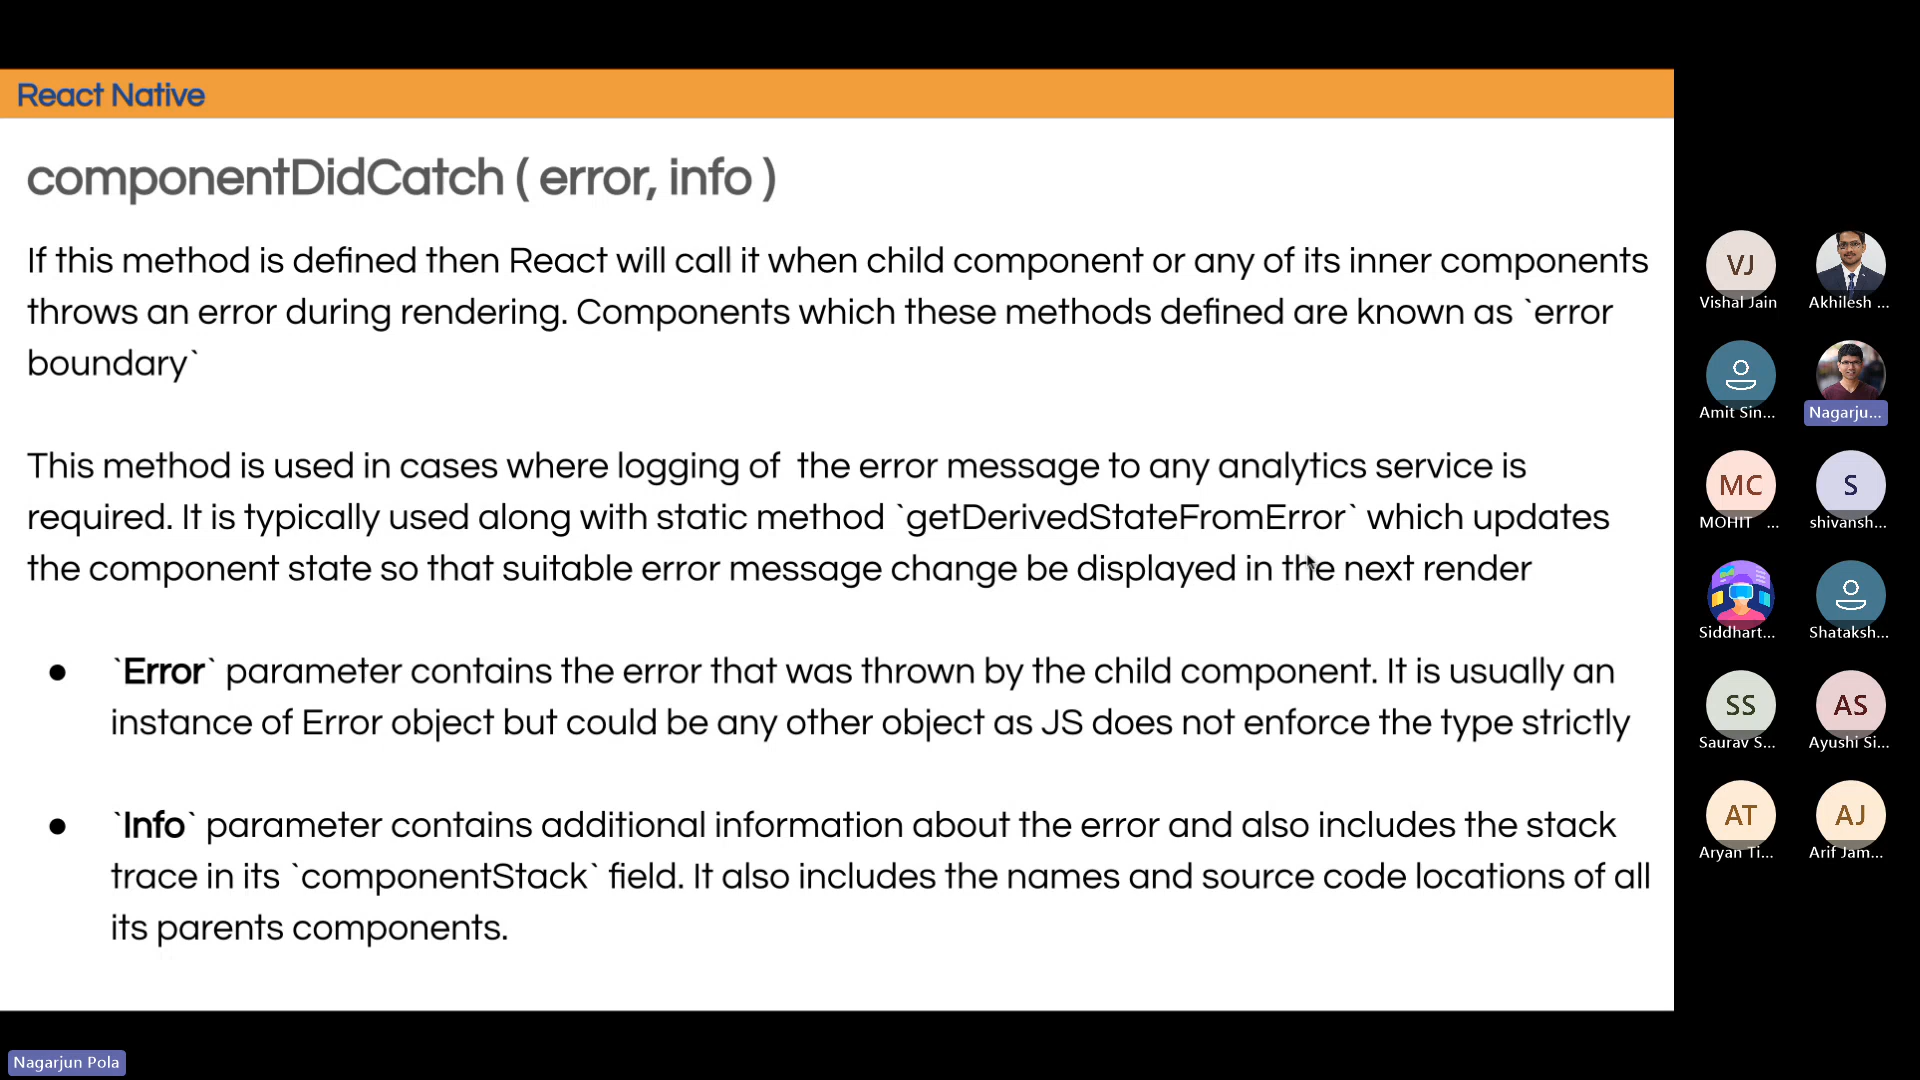 React Native
componentDidCatch ( error, info )
If this method is defined then React will call it when child component or any of its inner components
throws an error during rendering. Components which these methods defined are known as `error
boundary`
This method is used in cases where logging of  the error message to any analytics service is
required. It is typically used along with static method `getDerivedStateFromError` which updates
the component state so that suitable error message change be displayed in the next render
● `Error` parameter contains the error that was thrown by the child component. It is usually an
instance of Error object but could be any other object as JS does not enforce the type strictly
● `Info` parameter contains additional information about the error and also includes the stack
trace in its `componentStack` field. It also includes the names and source code locations of all
its parents components.
VJ
Vishal Jain
Akhilesh ...
Amit Sin...
Nagarju...
MC
MOHIT ...
S
shivansh...
Siddhart...
Shataksh...
SS
Saurav S...
AS
Ayushi Si...
AT
Aryan Ti...
AJ
Arif Jam...
Nagarjun Pola